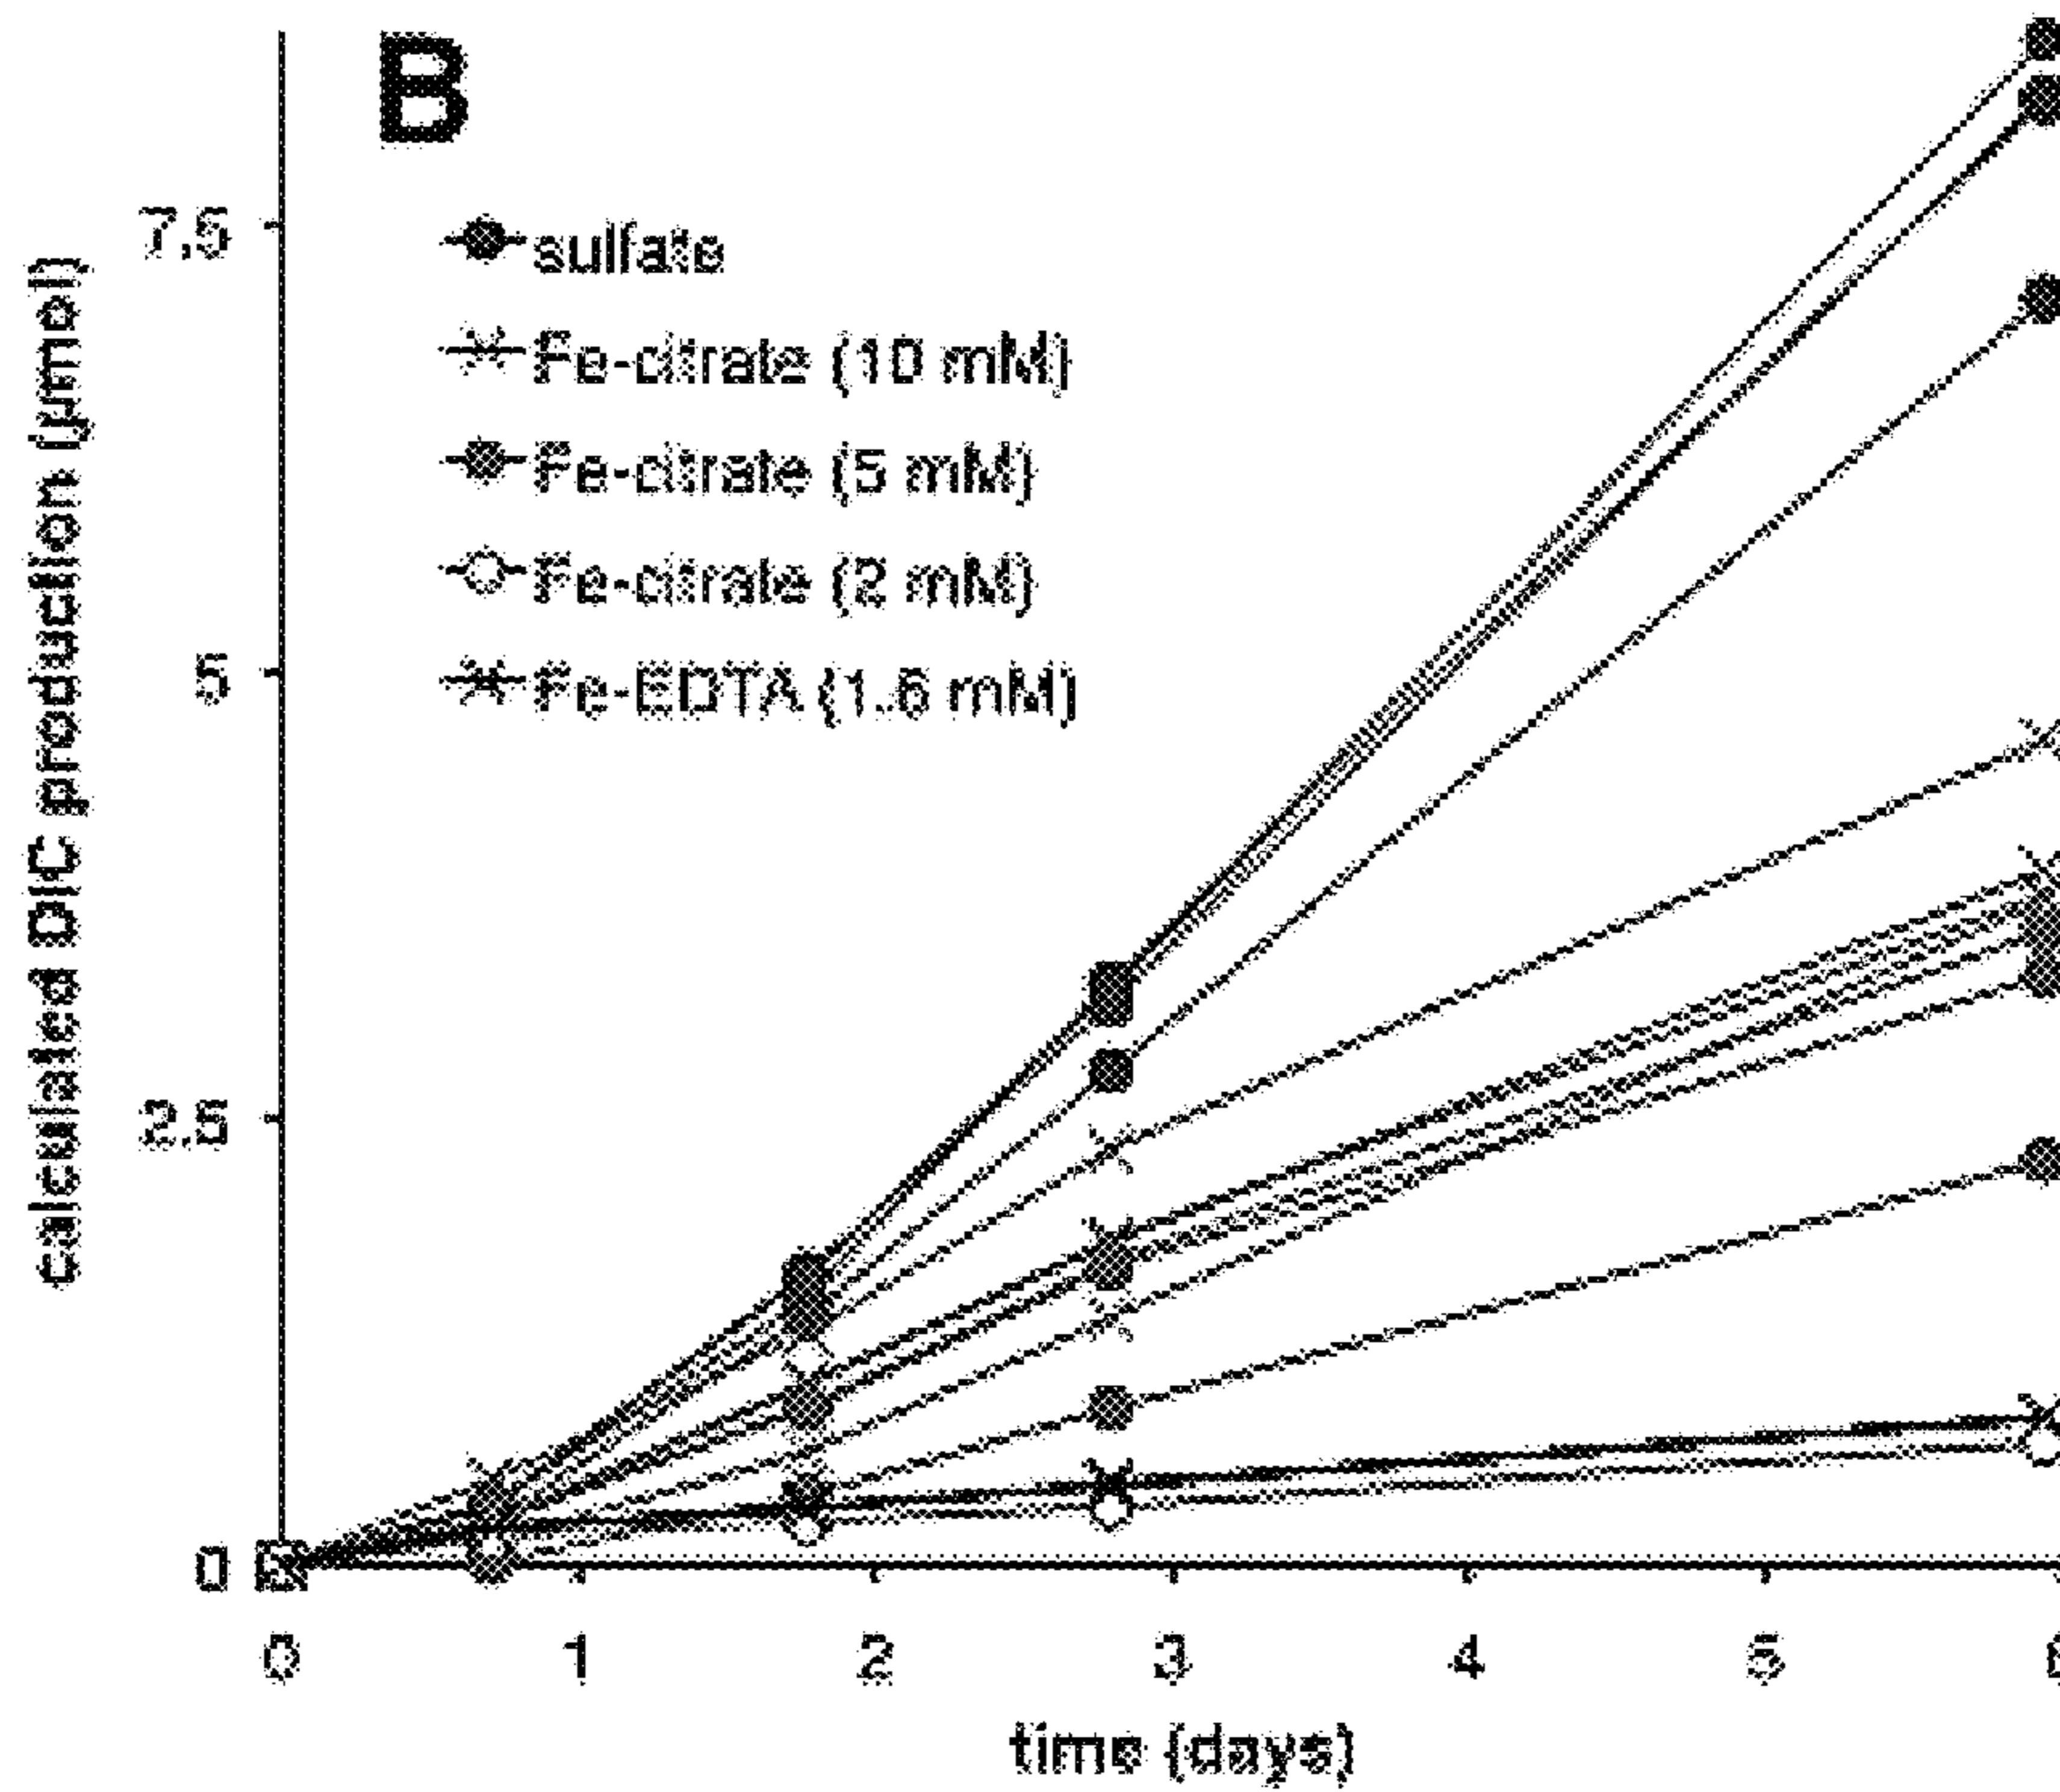 B
calculated DIC production (µmol)
7.5
5
2.5
0
sulfate
Fe-citrate (10 mM)
Fe-citrate (5 mM)
Fe-citrate (2 mM)
Fe-EDTA (1.6 mM)
0 1 2 3 4 5 6
time (days)